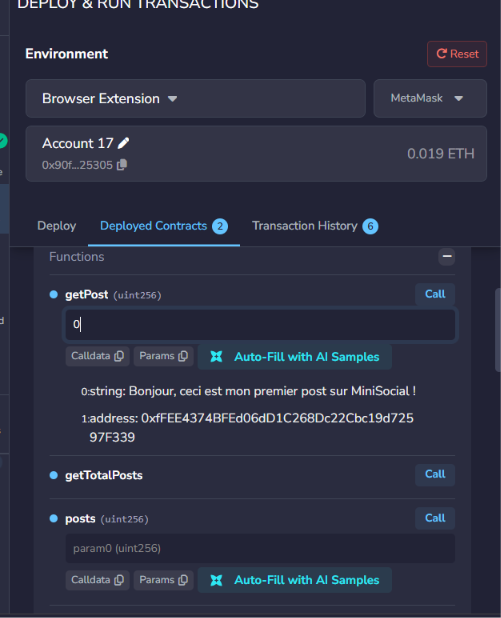 DEPLOY & RUN TRANSACTIONS
Environment
Reset
Browser Extension
MetaMask
Account 17
0x90f...25305
0.019 ETH
Deploy
Deployed Contracts 2
Transaction History 6
Functions
getPost (uint256)
Call
0
Calldata
Params
Auto-Fill with AI Samples
0:string: Bonjour, ceci est mon premier post sur MiniSocial !
1:address: 0xfFEE4374BFEd06dD1C268Dc22Cbc19d725
97F339
getTotalPosts
Call
posts (uint256)
Call
param0 (uint256)
Calldata
Params
Auto-Fill with AI Samples